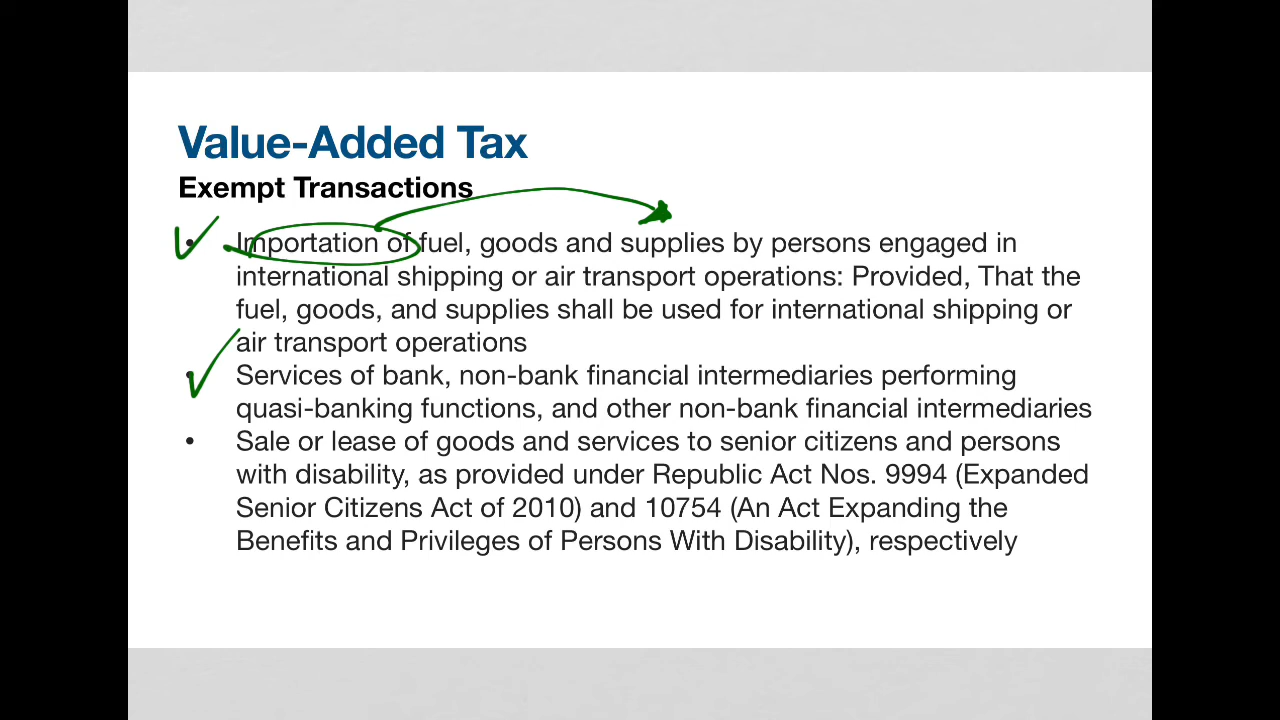 Value-Added Tax
Exempt Transactions
• Importation of fuel, goods and supplies by persons engaged in
international shipping or air transport operations: Provided, That the
fuel, goods, and supplies shall be used for international shipping or
air transport operations
• Services of bank, non-bank financial intermediaries performing
quasi-banking functions, and other non-bank financial intermediaries
• Sale or lease of goods and services to senior citizens and persons
with disability, as provided under Republic Act Nos. 9994 (Expanded
Senior Citizens Act of 2010) and 10754 (An Act Expanding the
Benefits and Privileges of Persons With Disability), respectively